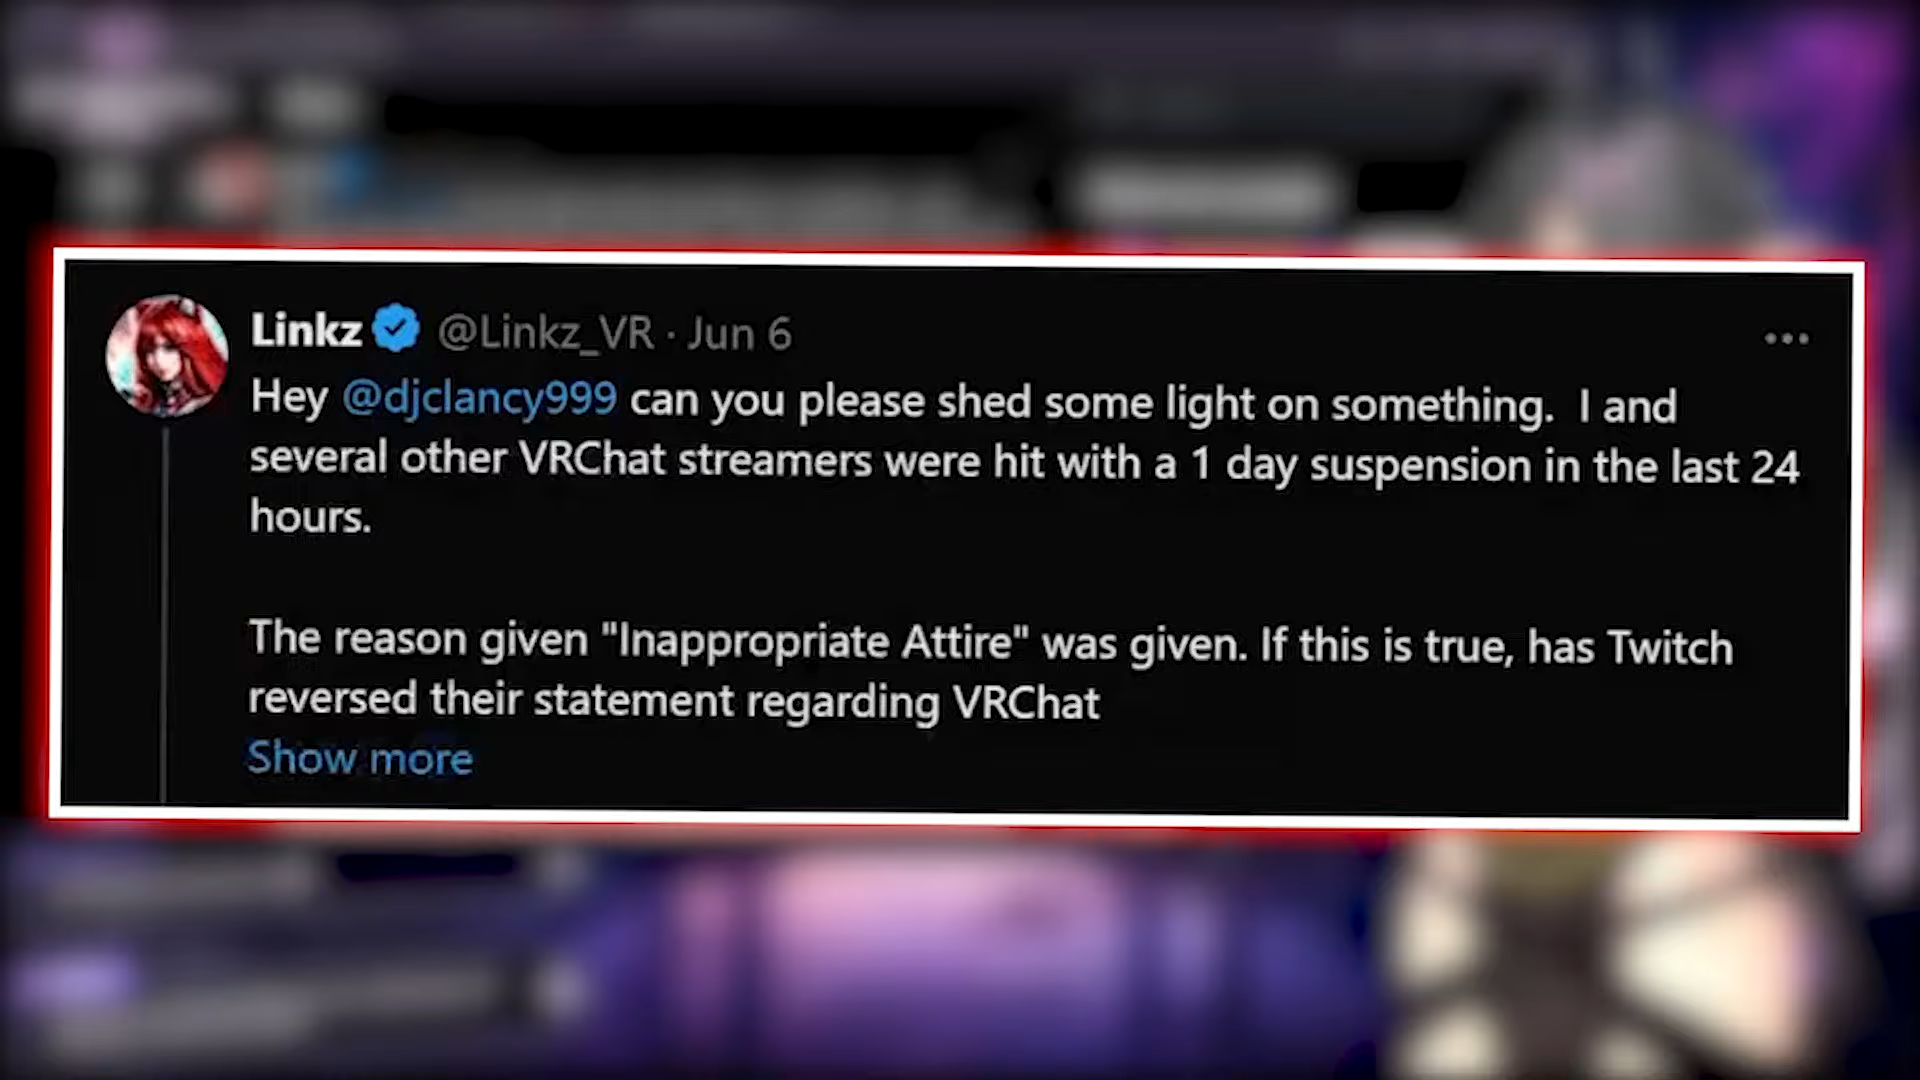 Linkz @Linkz_VR · Jun 6
Hey @djclancy999 can you please shed some light on something. I and
several other VRChat streamers were hit with a 1 day suspension in the last 24
hours.
The reason given "Inappropriate Attire" was given. If this is true, has Twitch
reversed their statement regarding VRChat
Show more